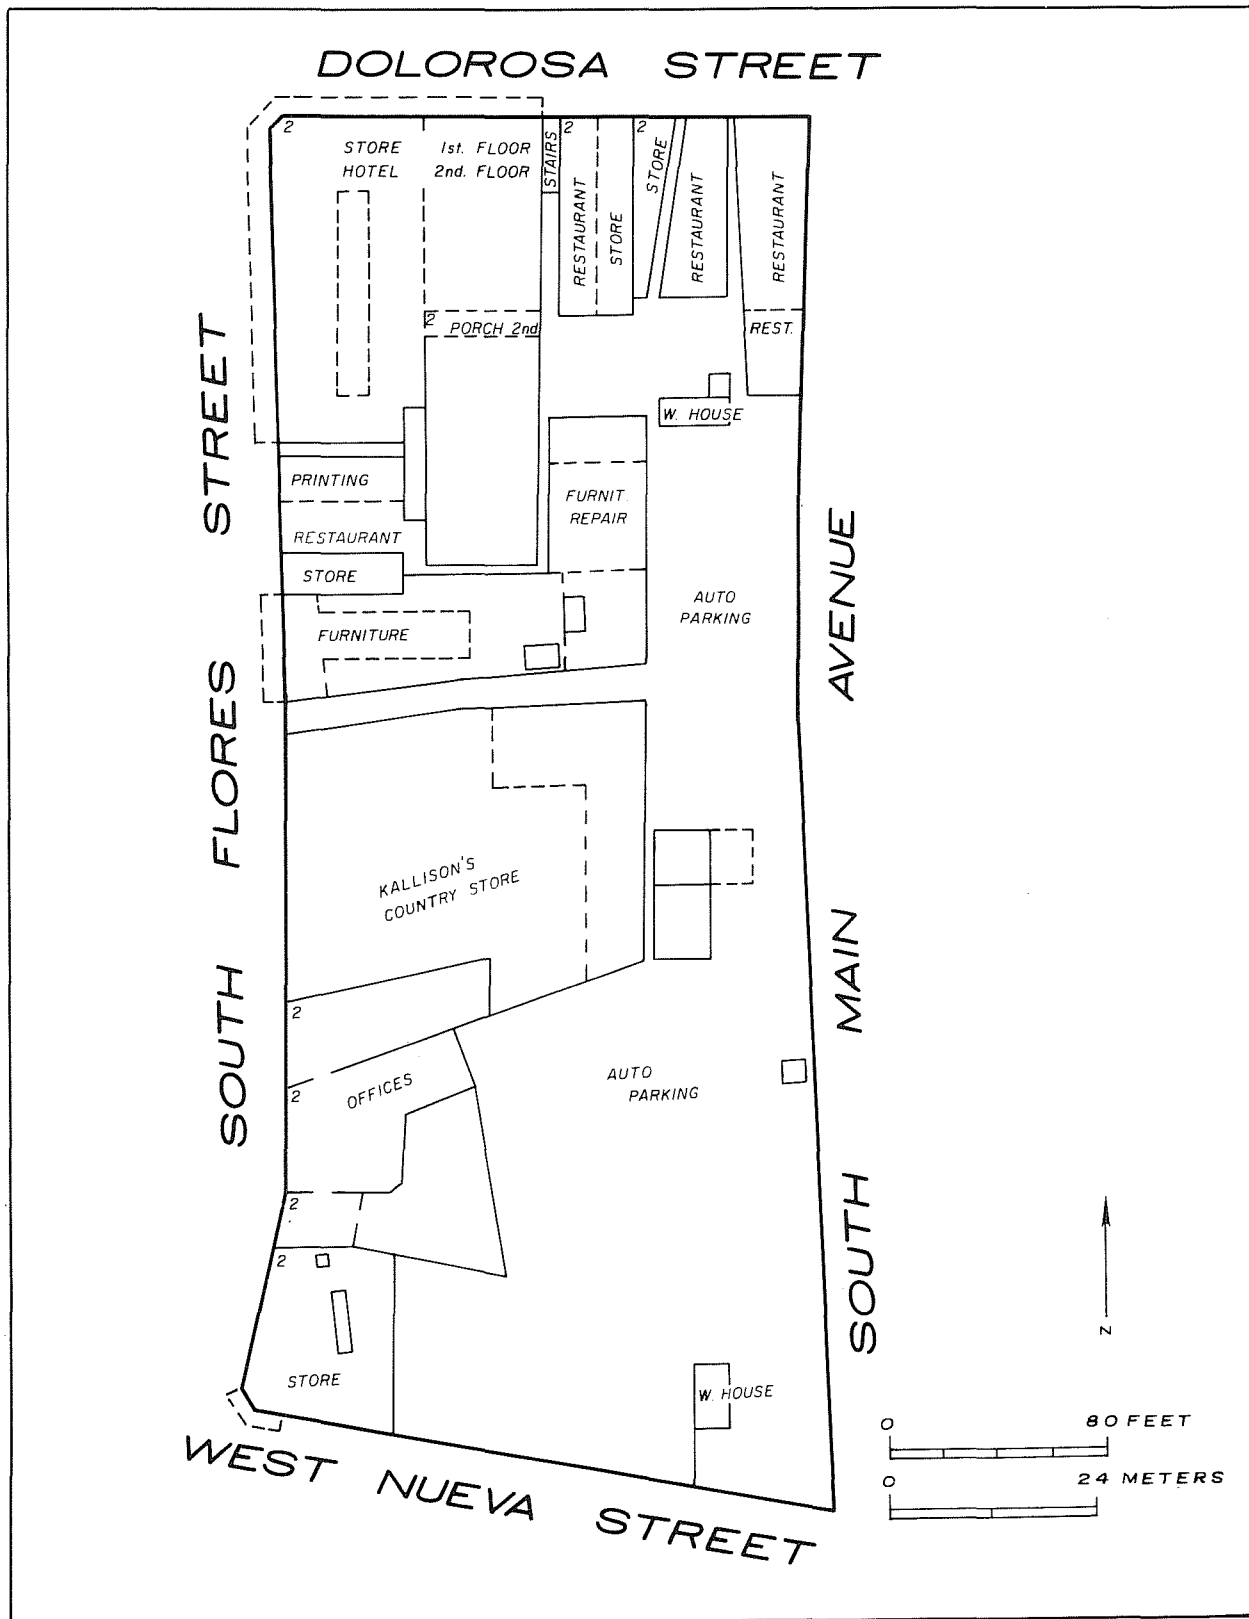 DOLOROSA STREET
2
STORE 1st. FLOOR
HOTEL 2nd. FLOOR
STAIRS
2
RESTAURANT
STORE
2
STORE
RESTAURANT
RESTAURANT
REST.
2
PORCH 2nd
W. HOUSE
PRINTING
RESTAURANT
STORE
FURNIT.
REPAIR
FURNITURE
AUTO
PARKING
SOUTH FLORES STREET
SOUTH MAIN AVENUE
KALLISON'S
COUNTRY STORE
2
2
OFFICES
AUTO
PARKING
2
2
STORE
W. HOUSE
WEST NUEVA STREET
N
0 80 FEET
0 24 METERS